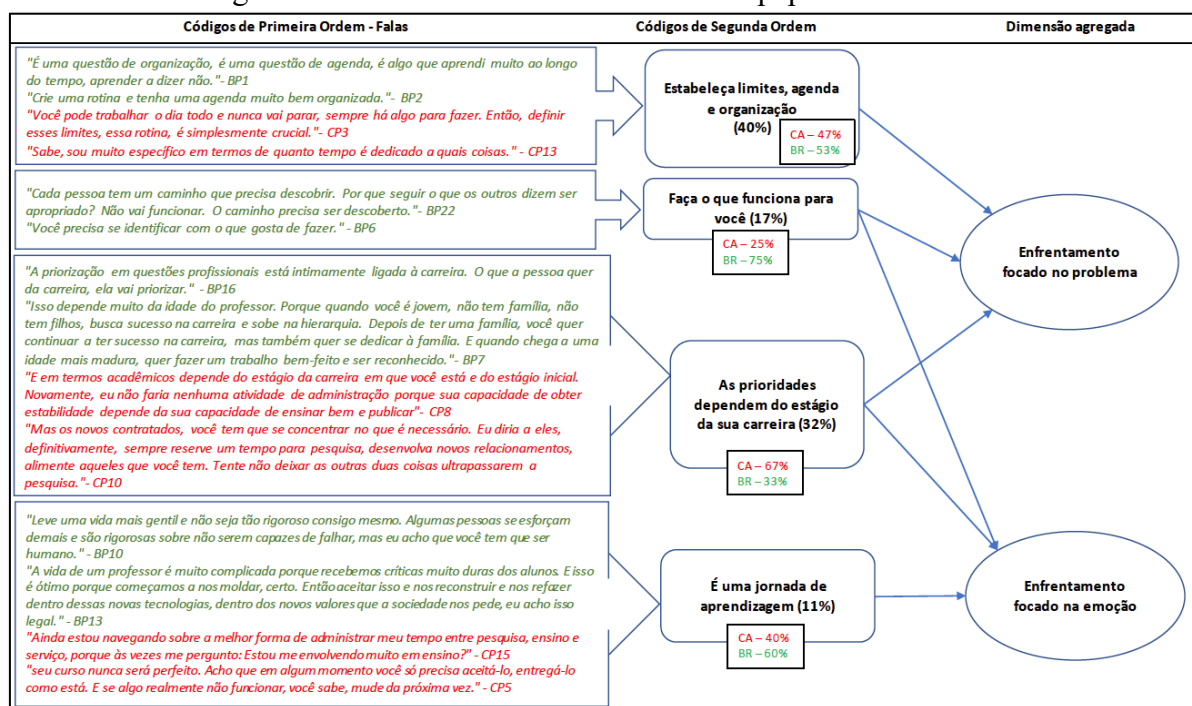 Códigos de Primeira Ordem - Falas
Códigos de Segunda Ordem
Dimensão agregada
"É uma questão de organização, é uma questão de agenda, é algo que aprendi muito ao longo
do tempo, aprender a dizer não."- BP1
"Crie uma rotina e tenha uma agenda muito bem organizada."- BP2
"Você pode trabalhar o dia todo e nunca vai parar, sempre há algo para fazer. Então, definir
esses limites, essa rotina, é simplesmente crucial."- CP3
"Sabe, sou muito específico em termos de quanto tempo é dedicado a quais coisas." - CP13
Estabeleça limites, agenda
e organização
(40%)
CA – 47%
BR – 53%
"Cada pessoa tem um caminho que precisa descobrir. Por que seguir o que os outros dizem ser
apropriado? Não vai funcionar. O caminho precisa ser descoberto."- BP22
"Você precisa se identificar com o que gosta de fazer."- BP6
Faça o que funciona para
você (17%)
CA – 25%
BR - 75%
Enfrentamento
focado no problema
"A priorização em questões profissionais está intimamente ligada à carreira. O que a pessoa quer
da carreira, ela vai priorizar." - BP16
"Isso depende muito da idade do professor. Porque quando você é jovem, não tem família, não
tem filhos, busca sucesso na carreira e sobe na hierarquia. Depois de ter uma família, você quer
continuar a ter sucesso na carreira, mas também quer se dedicar à família. E quando chega a uma
idade mais madura, quer fazer um trabalho bem-feito e ser reconhecido."- BP7
"E em termos acadêmicos depende do estágio da carreira em que você está e do estágio inicial.
Novamente, eu não faria nenhuma atividade de administração porque sua capacidade de obter
estabilidade depende da sua capacidade de ensinar bem e publicar"- CP8
"Mas os novos contratados, você tem que se concentrar no que é necessário. Eu diria a eles,
definitivamente, sempre reserve um tempo para pesquisa, desenvolva novos relacionamentos,
alimente aqueles que você tem. Tente não deixar as outras duas coisas ultrapassarem a
pesquisa."- CP10
As prioridades
dependem do estágio
da sua carreira (32%)
CA – 67%
BR – 33%
"Leve uma vida mais gentil e não seja tão rigoroso consigo mesmo. Algumas pessoas se esforçam
demais e são rigorosas sobre não serem capazes de falhar, mas eu acho que você tem que ser
humano." - BP10
"A vida de um professor é muito complicada porque recebemos críticas muito duras dos alunos. E isso
é ótimo porque começamos a nos moldar, certo. Então aceitar isso e nos reconstruir e nos refazer
dentro dessas novas tecnologias, dentro dos novos valores que a sociedade nos pede, eu acho isso
legal."- BP13
"Ainda estou navegando sobre a melhor forma de administrar meu tempo entre pesquisa, ensino e
serviço, porque às vezes me pergunto: Estou me envolvendo muito em ensino?" - CP15
"seu curso nunca será perfeito. Acho que em algum momento você só precisa aceitá-lo, entregá-lo
como está. E se algo realmente não funcionar, você sabe, mude da próxima vez." - CP5
É uma jornada de
aprendizagem (11%)
CA – 40%
BR – 60%
Enfrentamento
focado na emoção